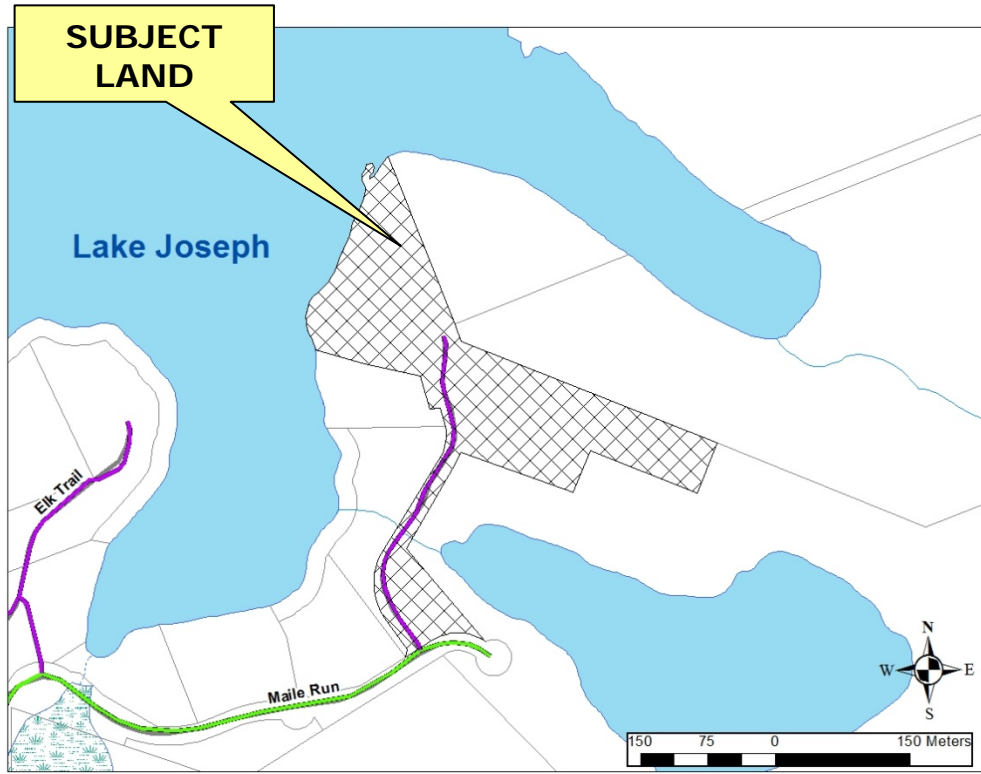 SUBJECT
LAND
Lake Joseph
Elk Trail
Maile Run
N
W E
S
150 75 0 150 Meters